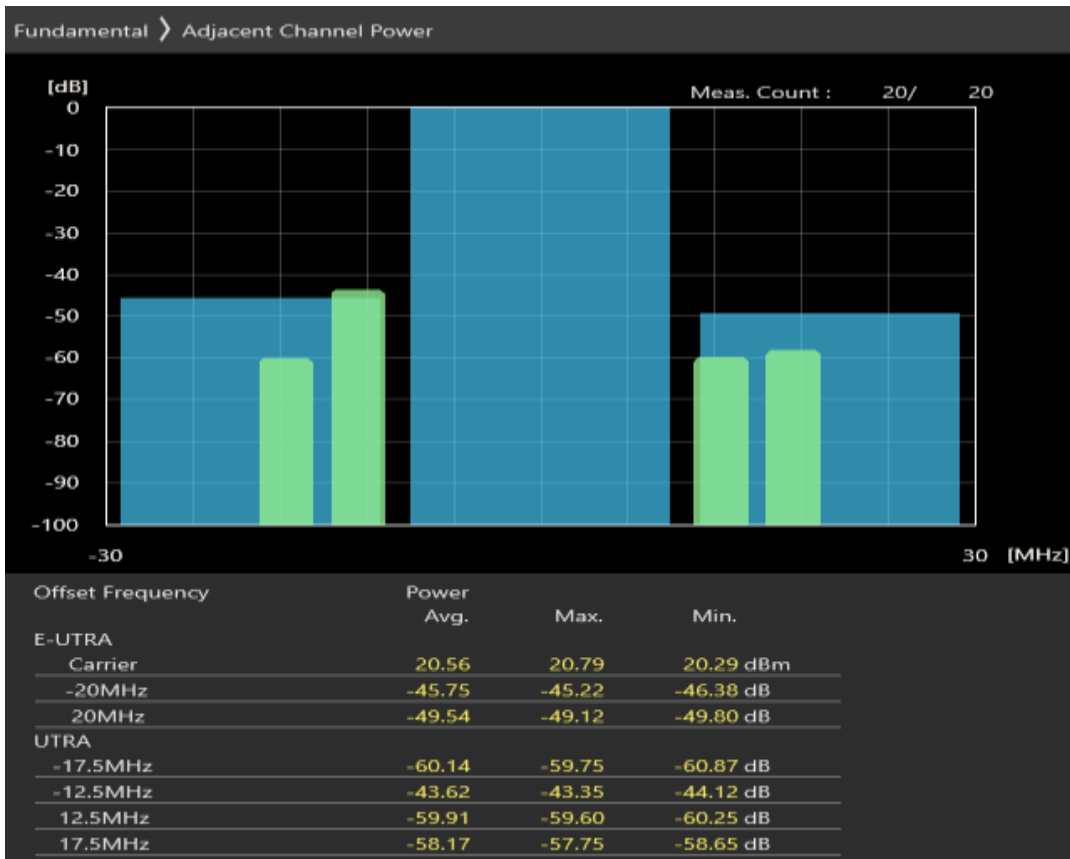 Fundamental 〉 Adjacent Channel Power
[dB]
Meas. Count : 20/ 20
0
-10
-20
-30
-40
-50
-60
-70
-80
-90
-100
-30 30 [MHz]
Offset Frequency Power
Avg. Max. Min.
E-UTRA
Carrier 20.56 20.79 20.29 dBm
-20MHz -45.75 -45.22 -46.38 dB
20MHz -49.54 -49.12 -49.80 dB
UTRA
-17.5MHz -60.14 -59.75 -60.87 dB
-12.5MHz -43.62 -43.35 -44.12 dB
12.5MHz -59.91 -59.60 -60.25 dB
17.5MHz -58.17 -57.75 -58.65 dB